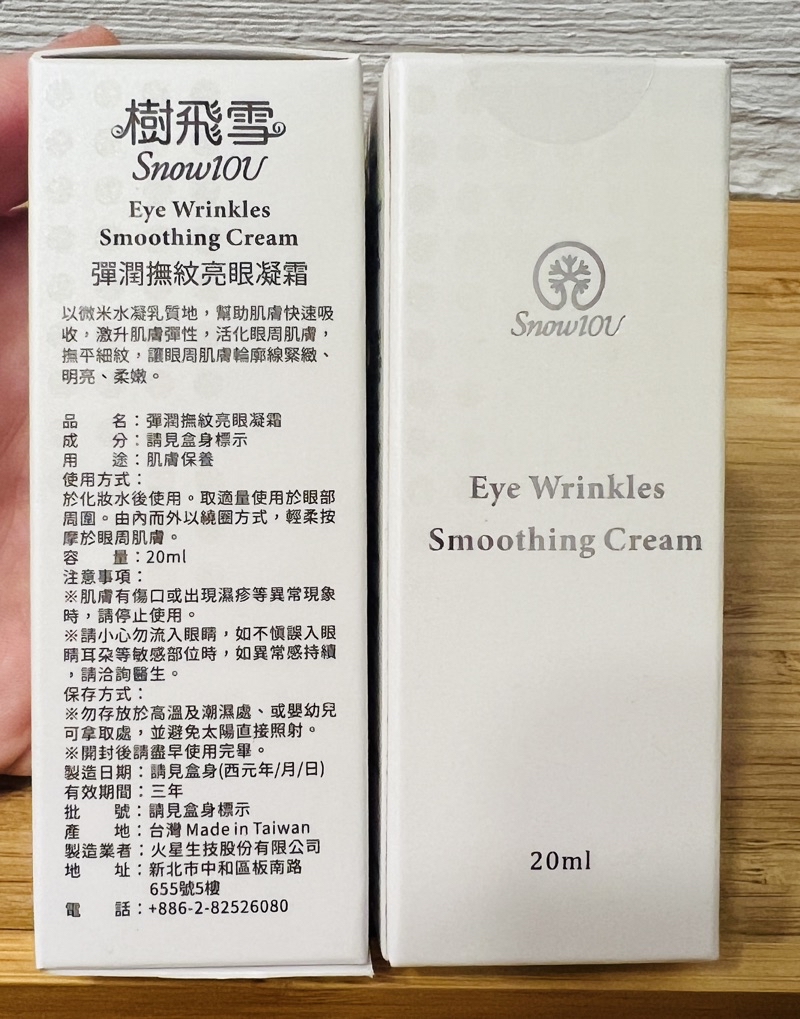 樹飛雪
Snow10U
Eye Wrinkles
Smoothing Cream
彈潤撫紋亮眼凝霜
以微米水凝乳質地，幫助肌膚快速吸
收，激升肌膚彈性，活化眼周肌膚，
撫平細紋，讓眼周肌膚輪廓線緊緻、
明亮、柔嫩。
品　　名：彈潤撫紋亮眼凝霜
成　　分：請見盒身標示
用　　途：肌膚保養
使用方式：
於化妝水後使用。取適量使用於眼部
周圍。由內而外以繞圈方式，輕柔按
摩於眼周肌膚。
容　　量：20ml
注意事項：
※肌膚有傷口或出現濕疹等異常現象
時，請停止使用。
※請小心勿流入眼睛，如不慎誤入眼
睛耳朵等敏感部位時，如異常感持續
，請洽詢醫生。
保存方式：
※勿存放於高溫及潮濕處、或嬰幼兒
可拿取處，並避免太陽直接照射。
※開封後請盡早使用完畢。
製造日期：請見盒身(西元年/月/日)
有效期間：三年
批　　號：請見盒身標示
產　　地：台灣 Made in Taiwan
製造業者：火星生技股份有限公司
地　　址：新北市中和區板南路
655號5樓
電　　話：+886-2-82526080
Snow10U
Eye Wrinkles
Smoothing Cream
20ml